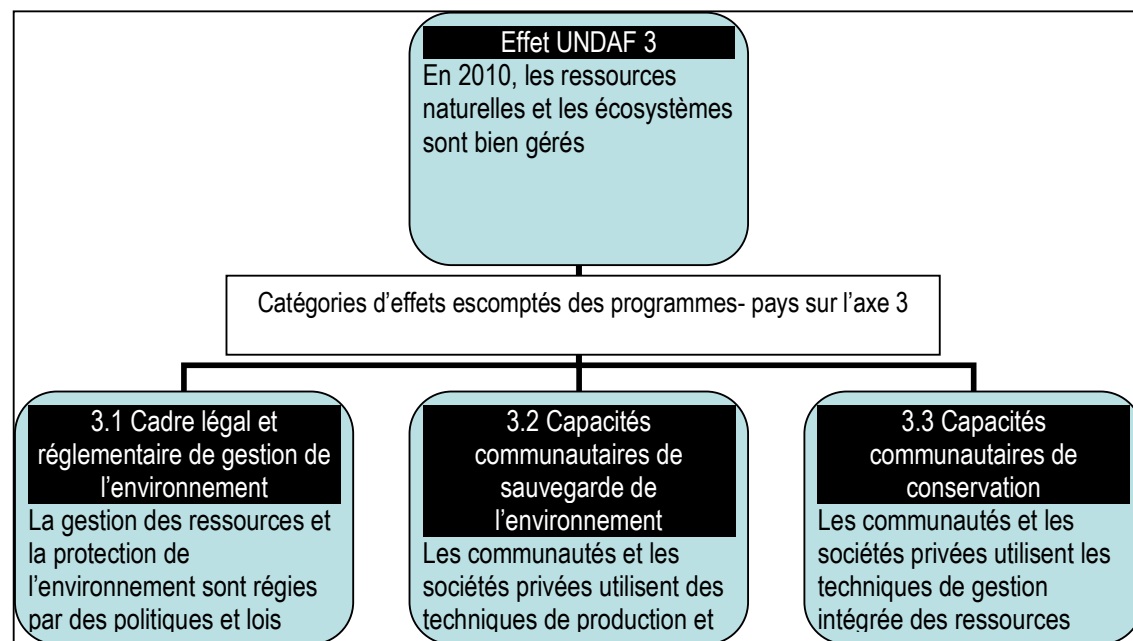 Effet UNDAF 3
En 2010, les ressources
naturelles et les écosystèmes
sont bien gérés
Catégories d’effets escomptés des programmes- pays sur l’axe 3
3.1 Cadre légal et
réglementaire de gestion de
l’environnement
La gestion des ressources et
la protection de
l’environnement sont régies
par des politiques et lois
3.2 Capacités
communautaires de
sauvegarde de
l’environnement
Les communautés et les
sociétés privées utilisent des
techniques de production et
3.3 Capacités
communautaires de
conservation
Les communautés et les
sociétés privées utilisent les
techniques de gestion
intégrée des ressources